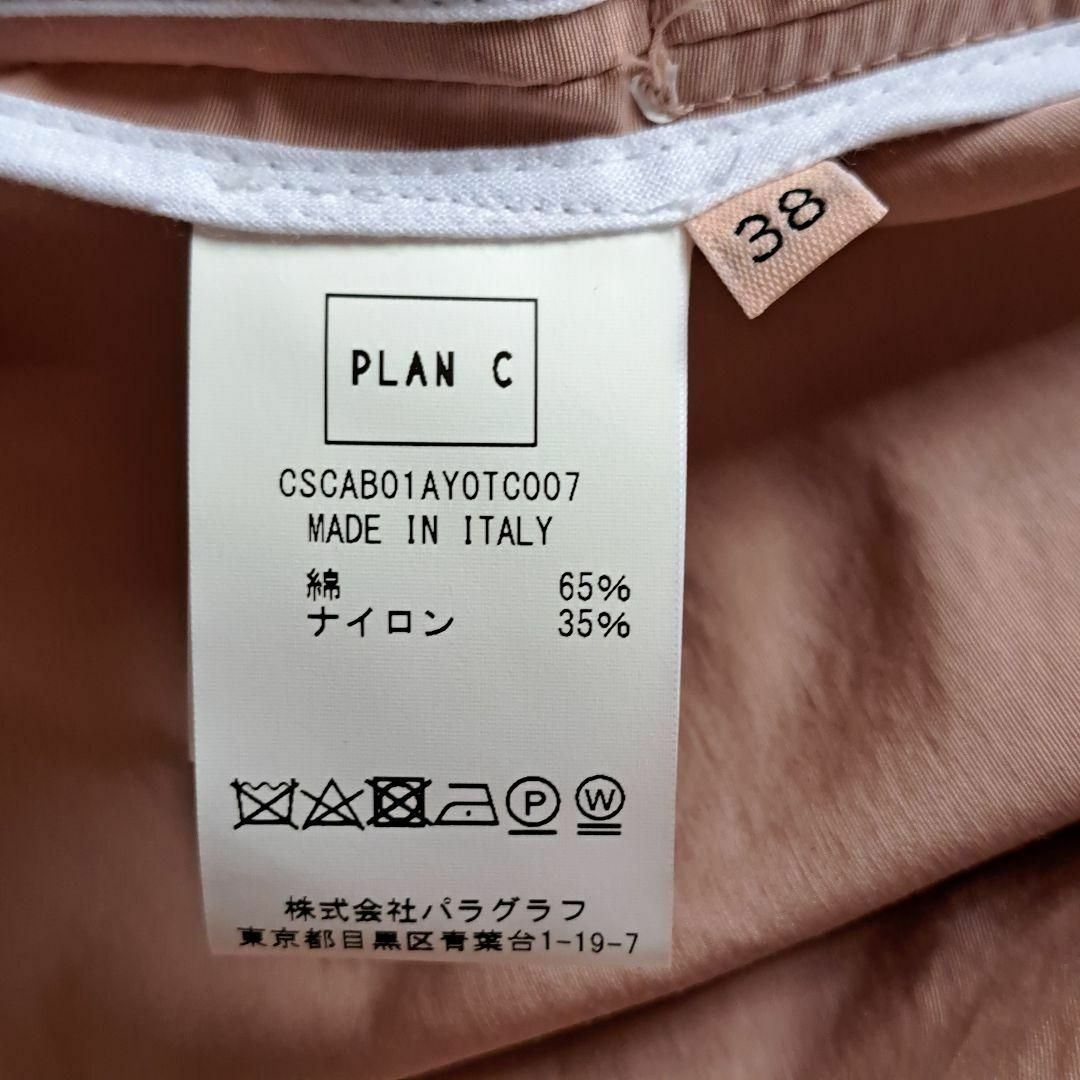 38
PLAN C
CSCAB01AY0TC007
MADE IN ITALY
綿 65%
ナイロン 35%
P W
株式会社パラグラフ
東京都目黒区青葉台1-19-7